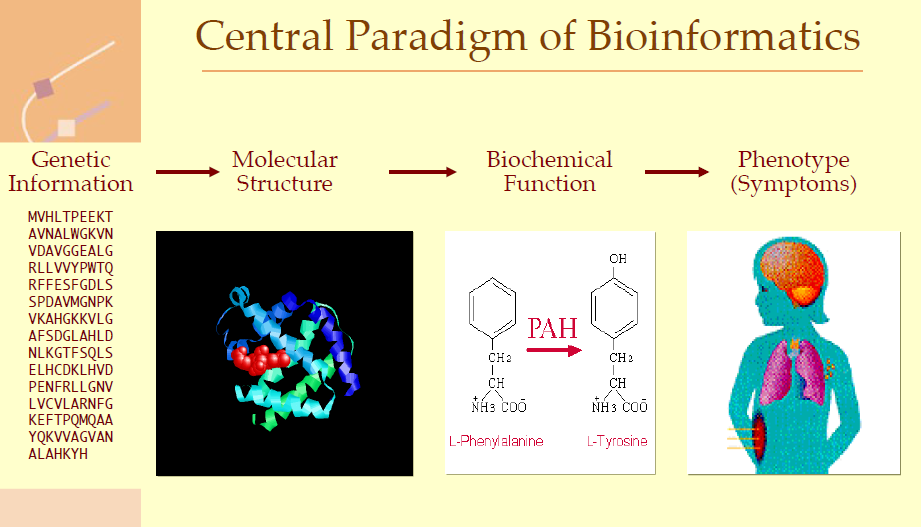 Central Paradigm of Bioinformatics
Genetic
Information
Molecular
Structure
Biochemical
Function
Phenotype
(Symptoms)
MVHLTPEEKT
AVNALWGKVN
VDAVGGEALG
RLLVVYPWTQ
RFFESFGDLS
SPDAVMGNPK
VKAHGKKVLG
AFSDGLAHLD
NLKGTFSQLS
ELHCDKLHVD
PENFRLLGNV
LVCVLARNFG
KEFTPQMQAA
YQKVVAGVAN
ALAHKYH
OH
PAH
CH2
CH2
CH
CH
+ -
NH3 COO
+ -
NH3 COO
L-Phenylalanine
L-Tyrosine